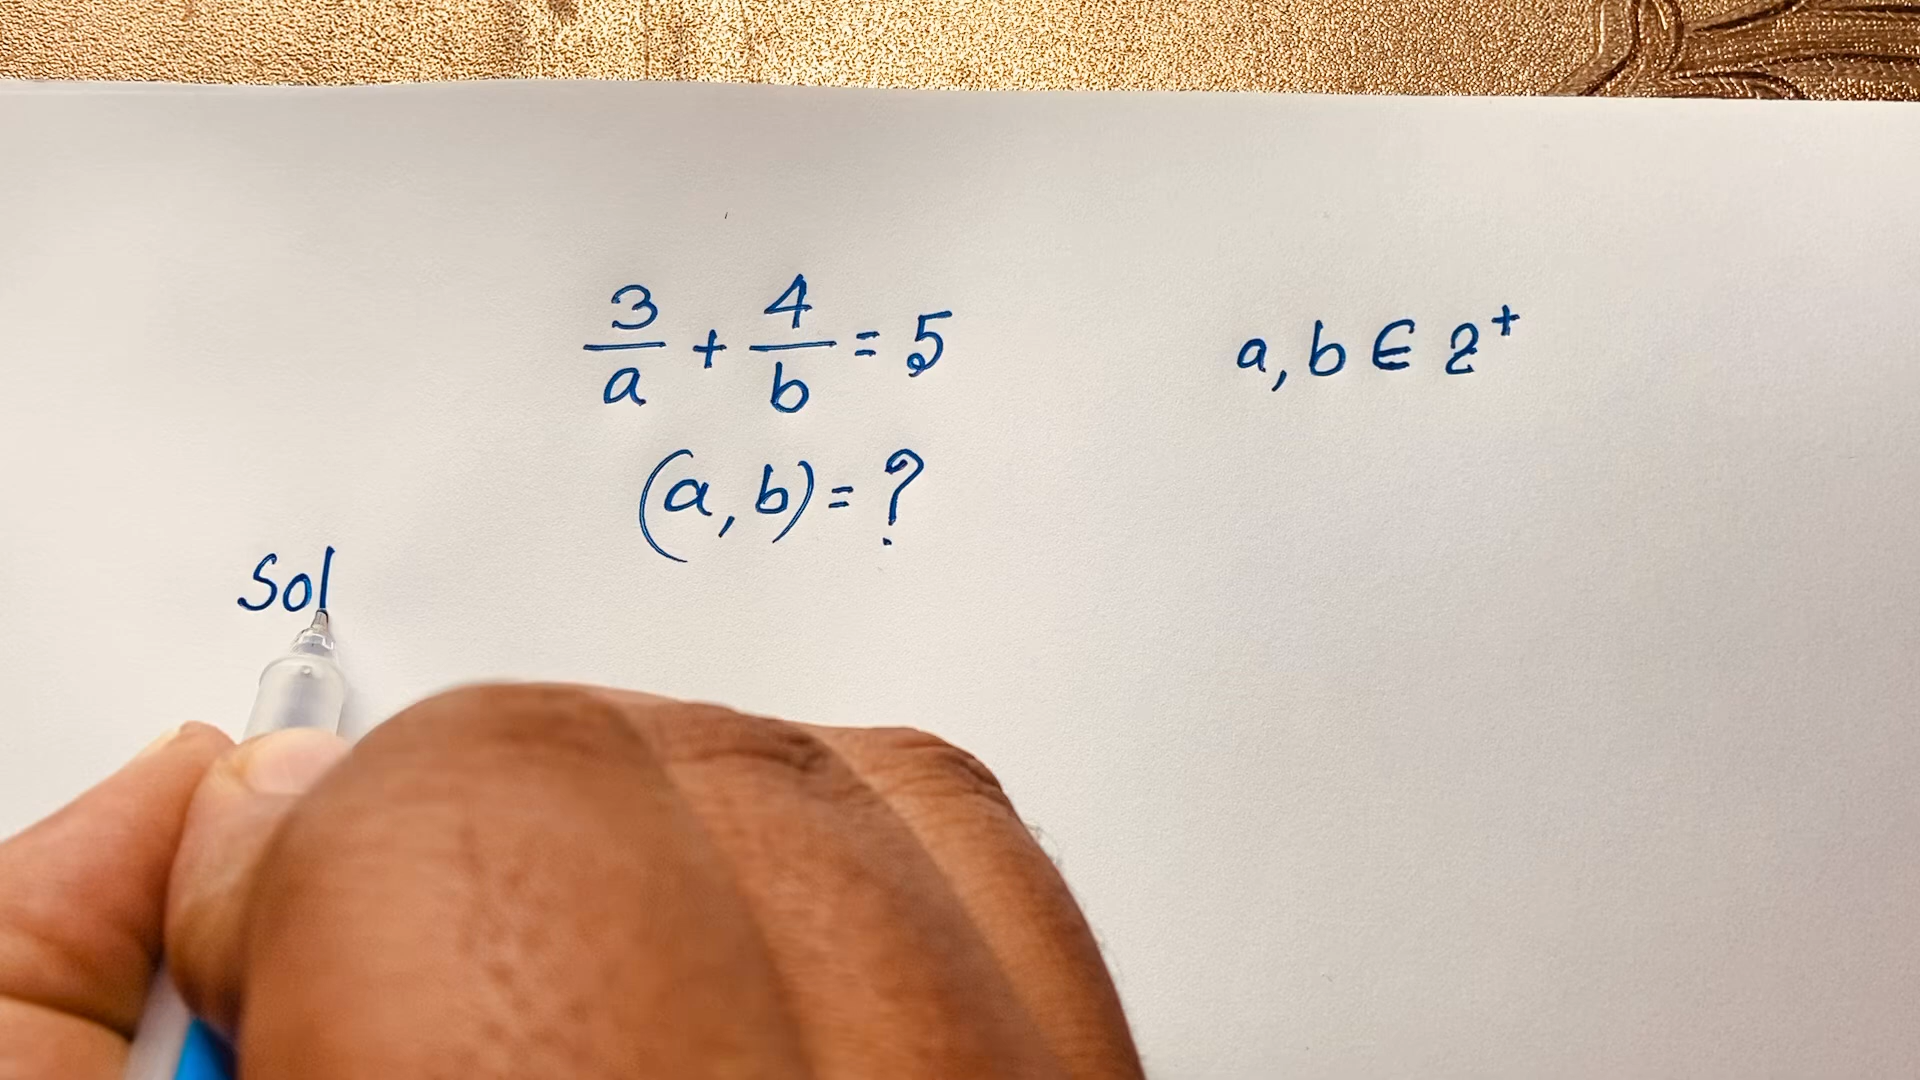 3/a + 4/b = 5    a, b ∈ Z⁺
(a, b) = ?
Sol